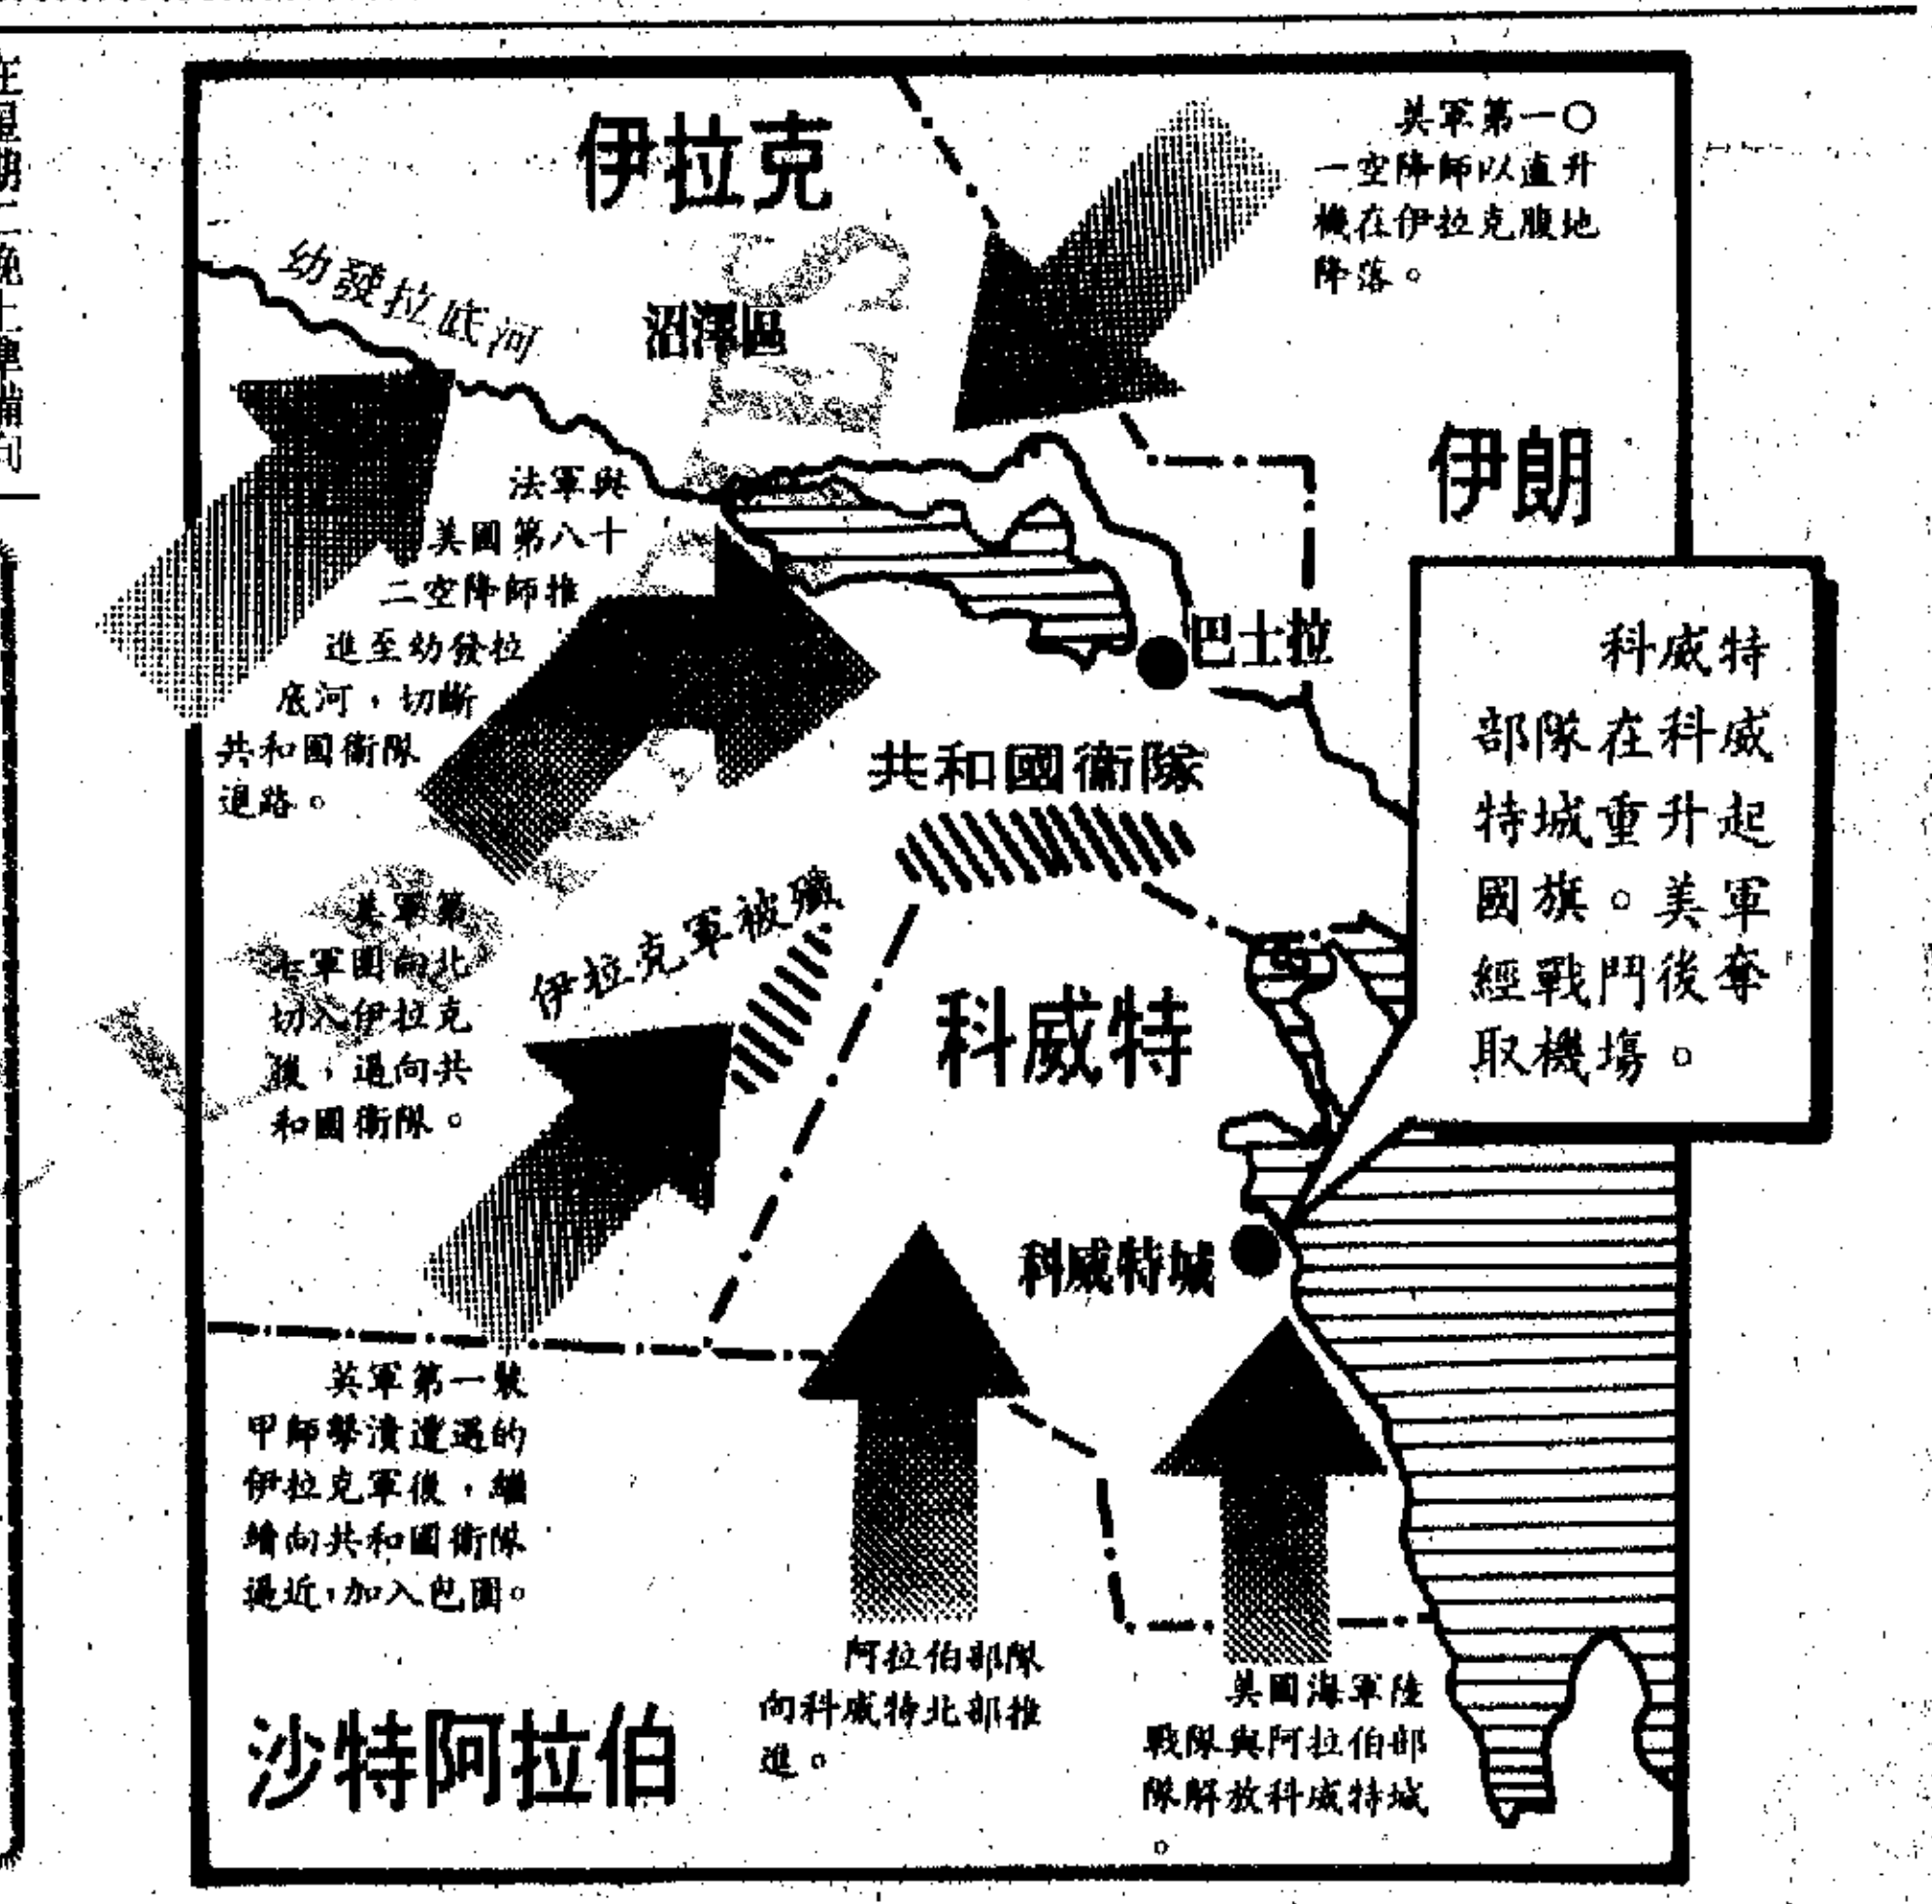 伊拉克
美軍第一〇
一空降師以直升
機在伊拉克腹地
降落。
幼發拉底河
沼澤區
伊朗
法軍與
美國第八十
二空降師推
進至幼發拉
底河，切斷
共和國衛隊
退路。
巴士拉
科威特
部隊在科威
特城重升起
國旗。美軍
經戰鬥後奪
取機場。
共和國衛隊
美軍第
七軍團向北
切入伊拉克
後，逼向共
和國衛隊。
伊拉克軍被殲
科威特
科威特城
英軍第一裝
甲師擊潰遭遇的
伊拉克軍後，繼
續向共和國衛隊
逼近，加入包圍。
阿拉伯部隊
向科威特北部推
進。
美國海軍陸
戰隊與阿拉伯部
隊解放科威特城
。
沙特阿拉伯